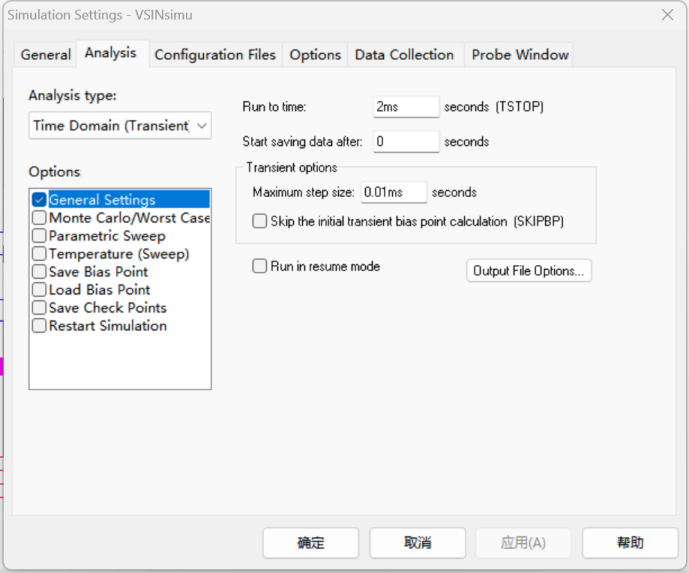 Simulation Settings - VSINsimu
General Analysis Configuration Files Options Data Collection Probe Window
Analysis type:
Time Domain (Transient)
Options:
General Settings
Monte Carlo/Worst Case
Parametric Sweep
Temperature (Sweep)
Save Bias Point
Load Bias Point
Save Check Points
Restart Simulation
Run to time: 2ms seconds (TSTOP)
Start saving data after: 0 seconds
Transient options
Maximum step size: 0.01ms seconds
Skip the initial transient bias point calculation (SKIPBP)
Run in resume mode
Output File Options...
确定 取消 应用(A) 帮助